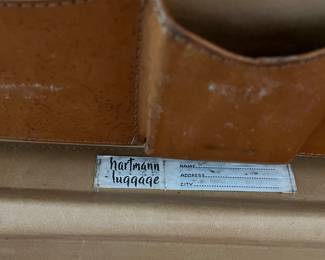 hartmann
luggage
NAME
ADDRESS
CITY